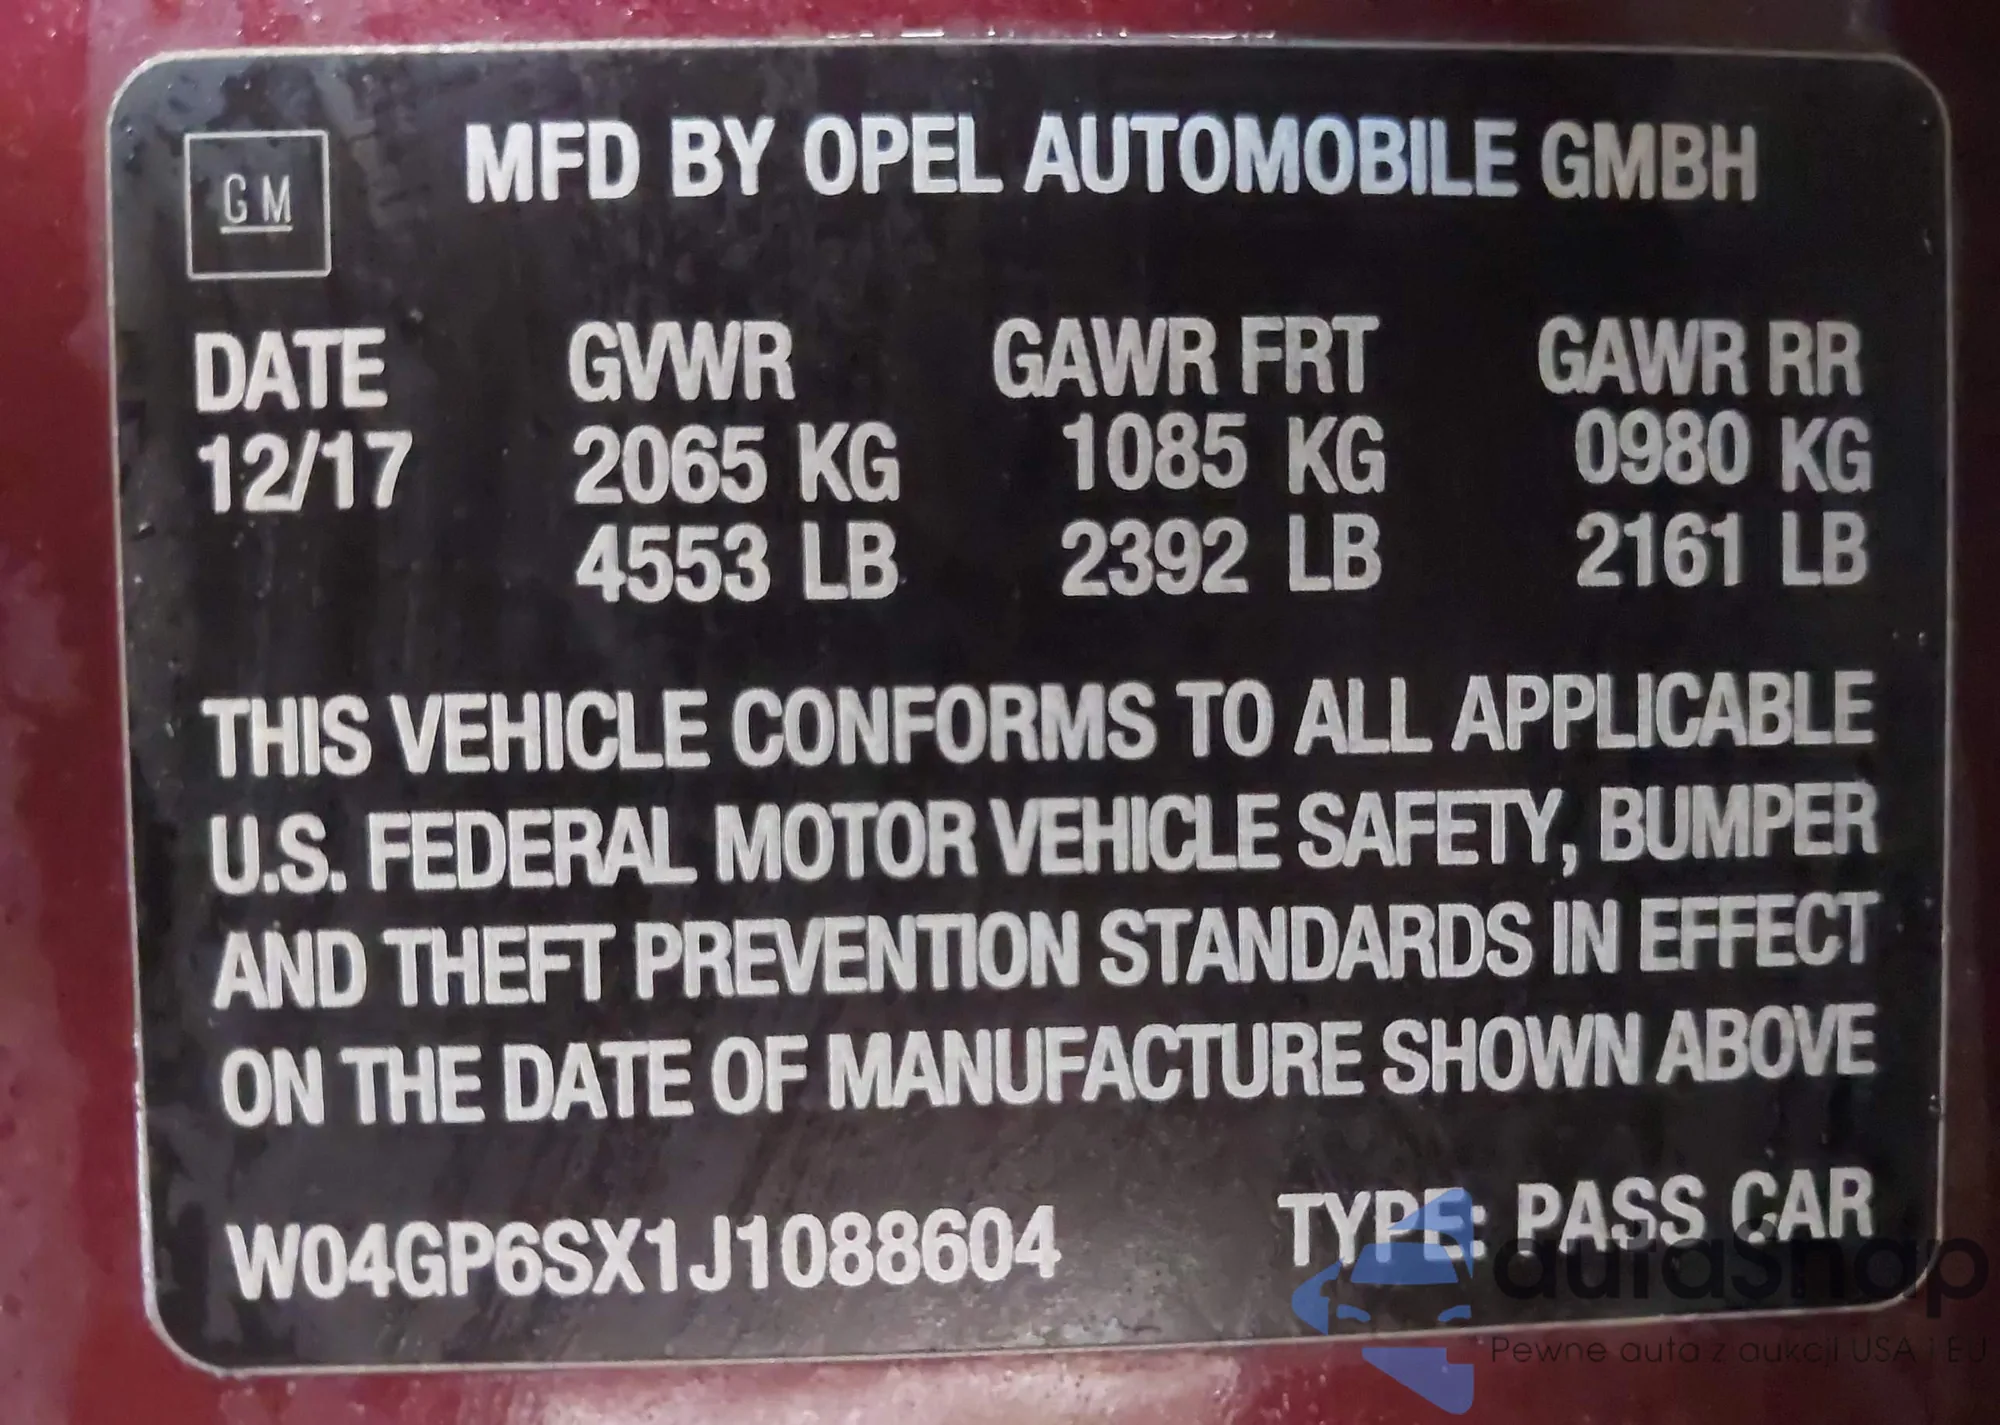 GM
MFD BY OPEL AUTOMOBILE GMBH
DATE GVWR GAWR FRT GAWR RR
12/17 2065 KG 1085 KG 0980 KG
4553 LB 2392 LB 2161 LB
THIS VEHICLE CONFORMS TO ALL APPLICABLE
U.S. FEDERAL MOTOR VEHICLE SAFETY, BUMPER
AND THEFT PREVENTION STANDARDS IN EFFECT
ON THE DATE OF MANUFACTURE SHOWN ABOVE
W04GP6SX1J1088604 TYPE: PASS CAR
autaSnap
Pewne auta z aukcji USA i EU